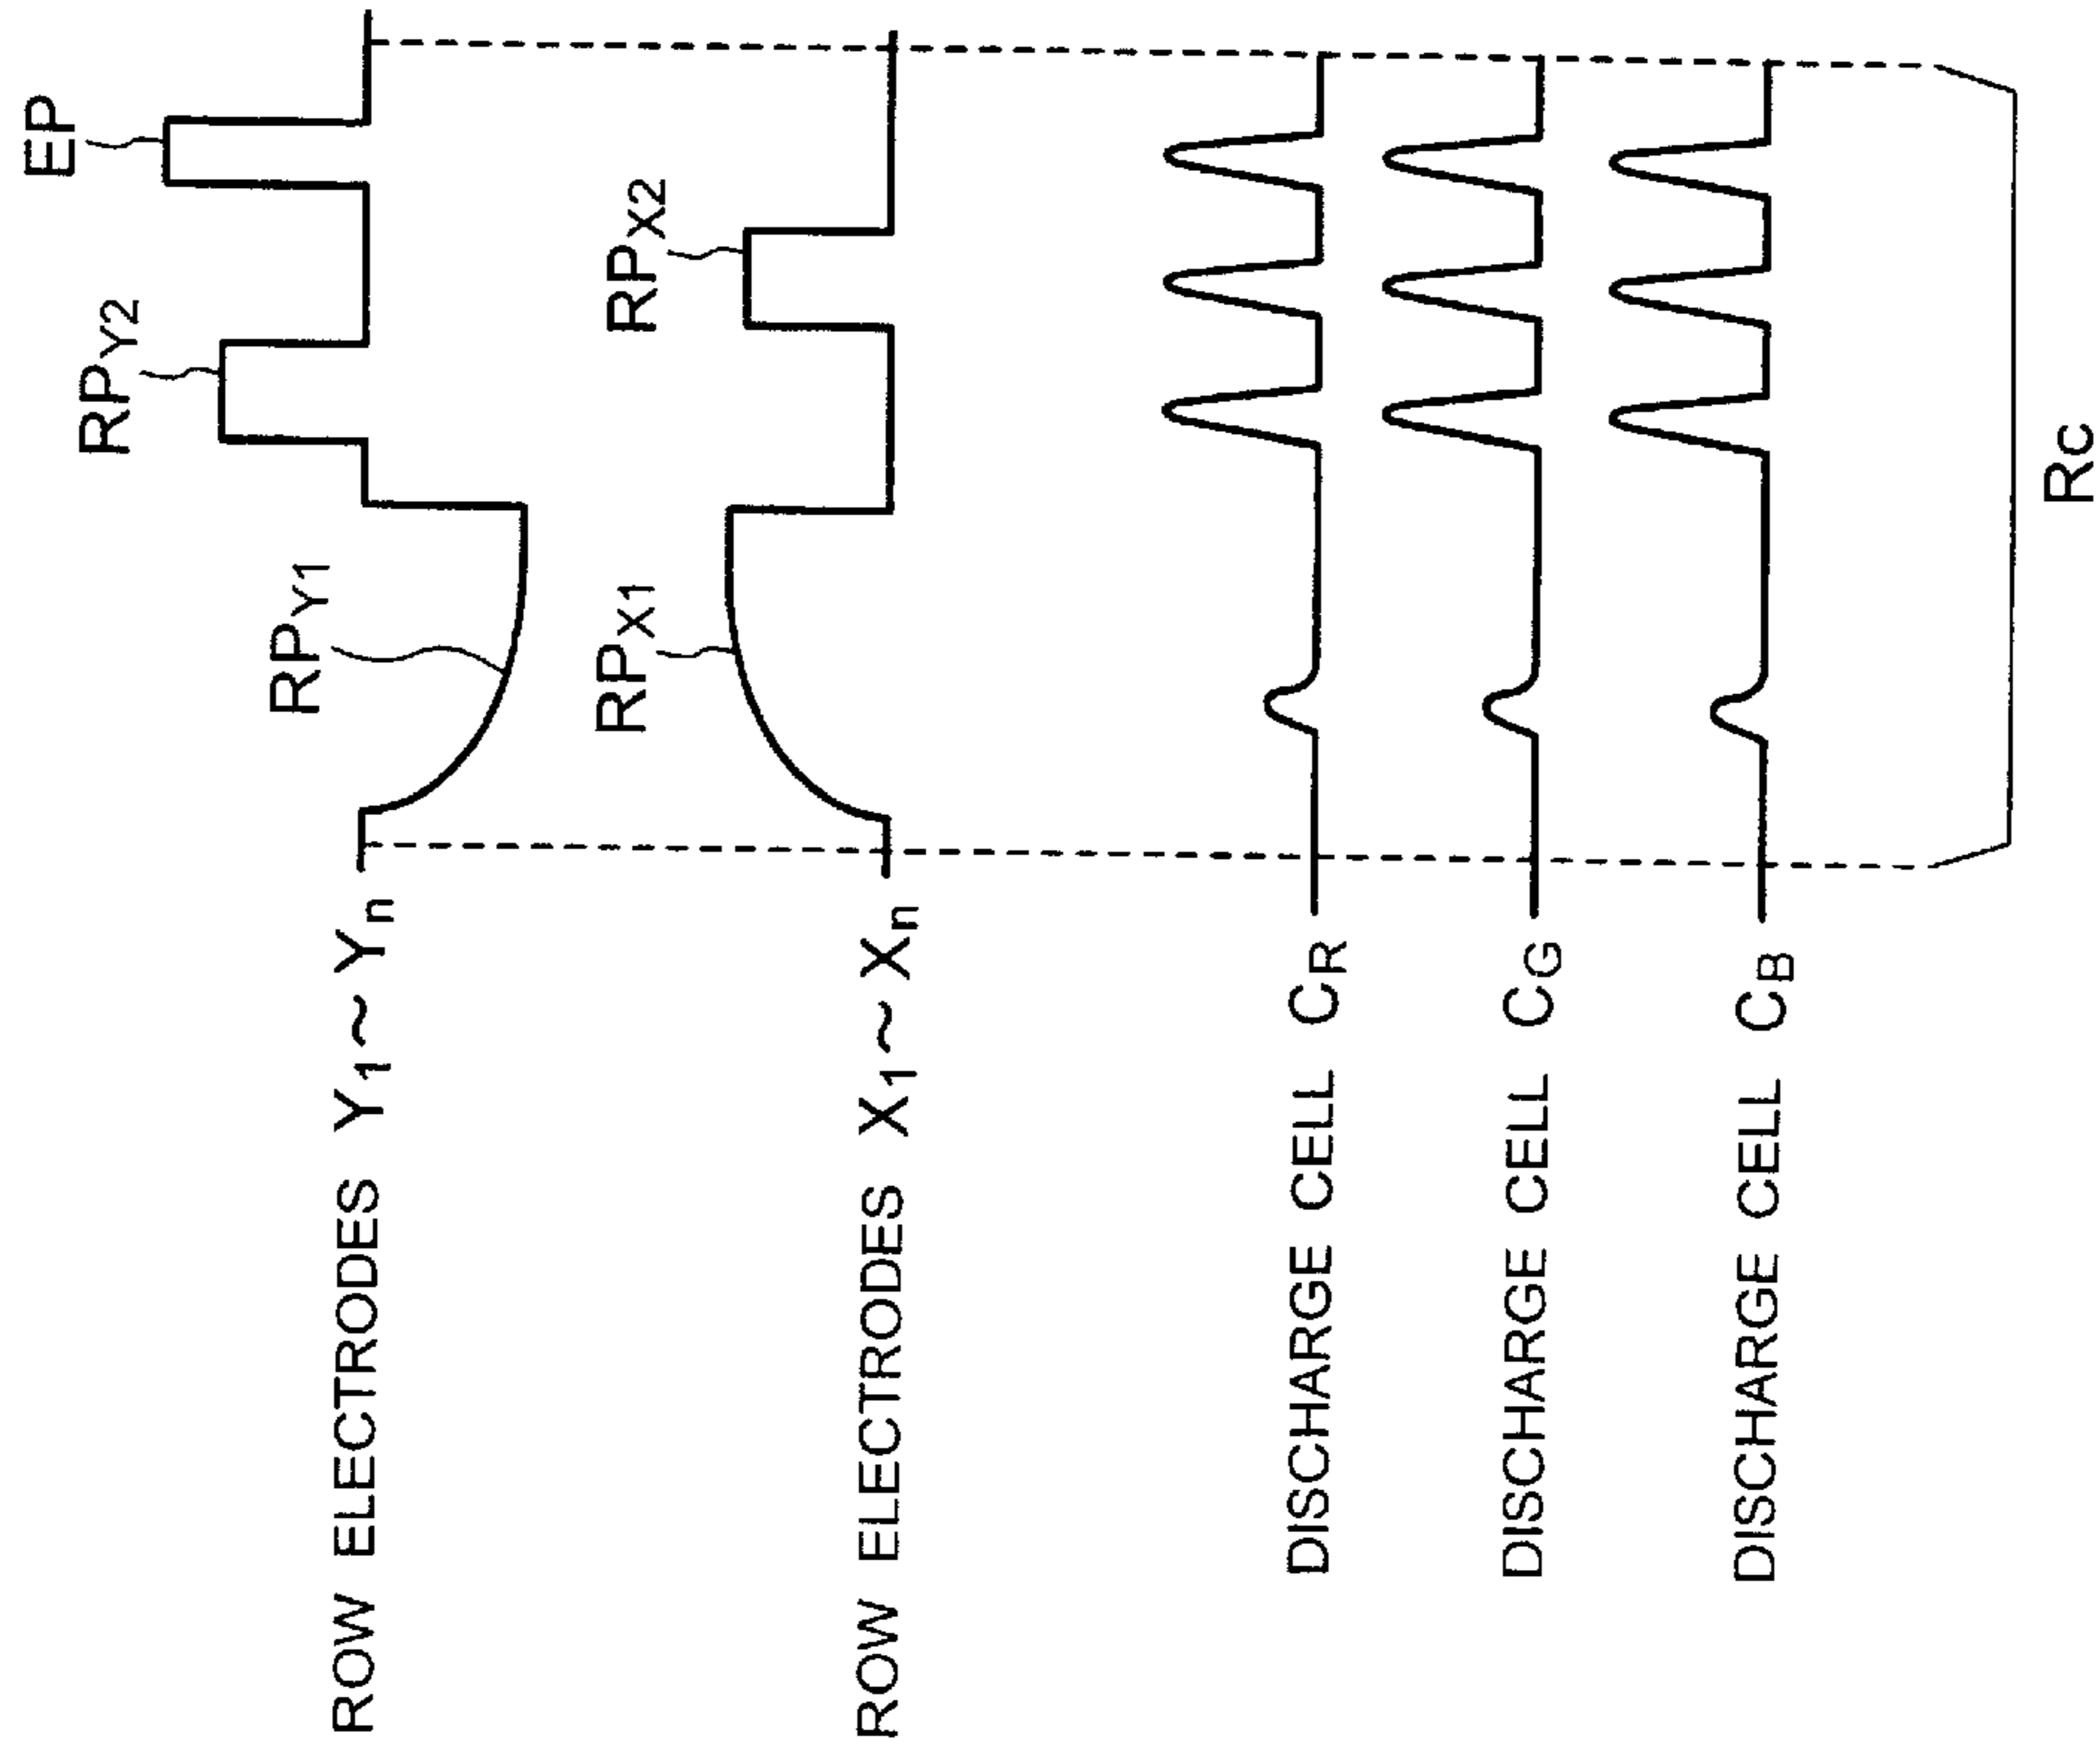 EP
RPY2
RPY1
ROW ELECTRODES Y1~Yn
RPX2
RPX1
ROW ELECTRODES X1~Xn
DISCHARGE CELL CR
DISCHARGE CELL CG
DISCHARGE CELL CB
RC